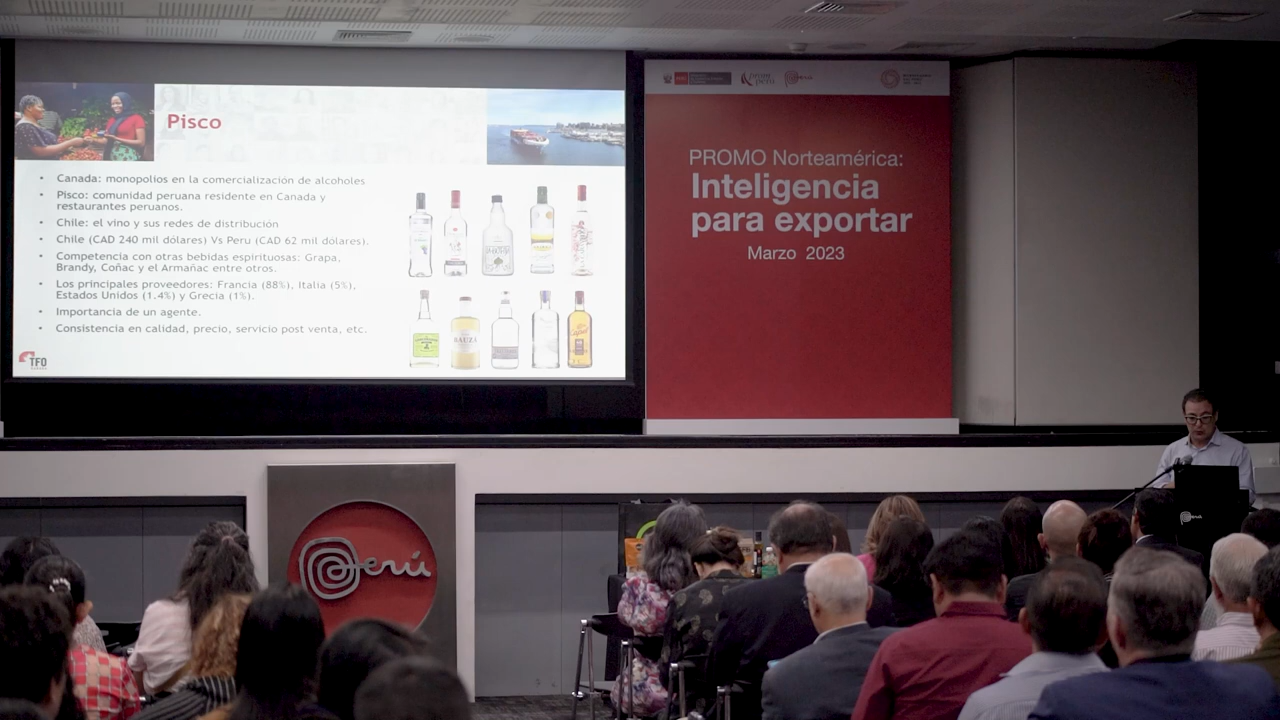 Pisco
• Canada: monopolios en la comercialización de alcoholes
• Pisco: comunidad peruana residente en Canada y
restaurantes peruanos.
• Chile: el vino y sus redes de distribución
• Chile (CAD 240 mil dólares) Vs Peru (CAD 62 mil dólares).
• Competencia con otras bebidas espirituosas: Grapa,
Brandy, Coñac y el Armañac entre otros.
• Los principales proveedores: Francia (88%), Italia (5%),
Estados Unidos (1.4%) y Grecia (1%).
• Importancia de un agente.
• Consistencia en calidad, precio, servicio post venta, etc.
BAUZÁ
Capel
TFO
PROMO Norteamérica:
Inteligencia
para exportar
Marzo 2023
Perú